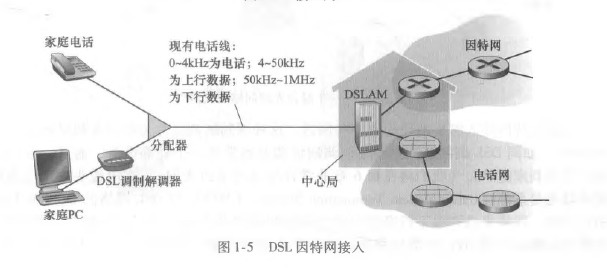 家庭电话
现有电话线:
0~4kHz为电话；4~50kHz
为上行数据；50kHz~1MHz
为下行数据
因特网
DSLAM
分配器
DSL调制解调器
中心局
电话网
家庭PC
图1-5 DSL因特网接入